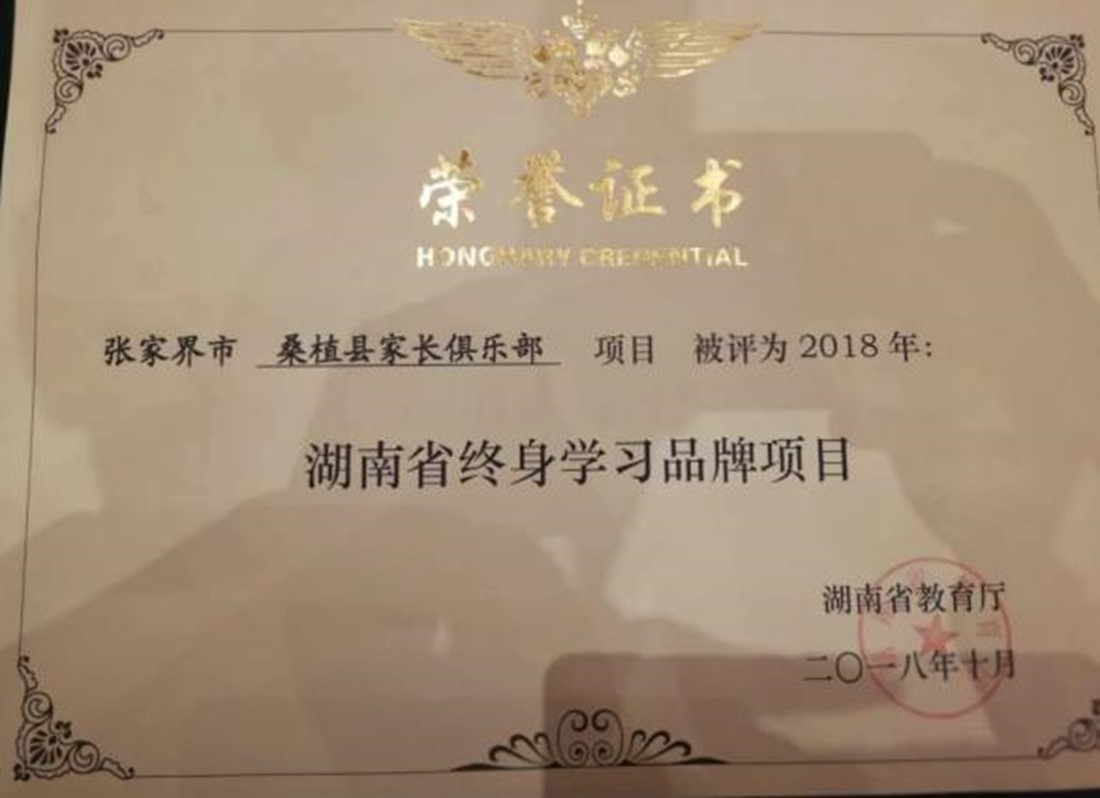 荣誉证书
HONORARY CREDENTIAL
张家界市 桑植县家长俱乐部 项目 被评为2018年:
湖南省终身学习品牌项目
湖南省教育厅
二〇一八年十月